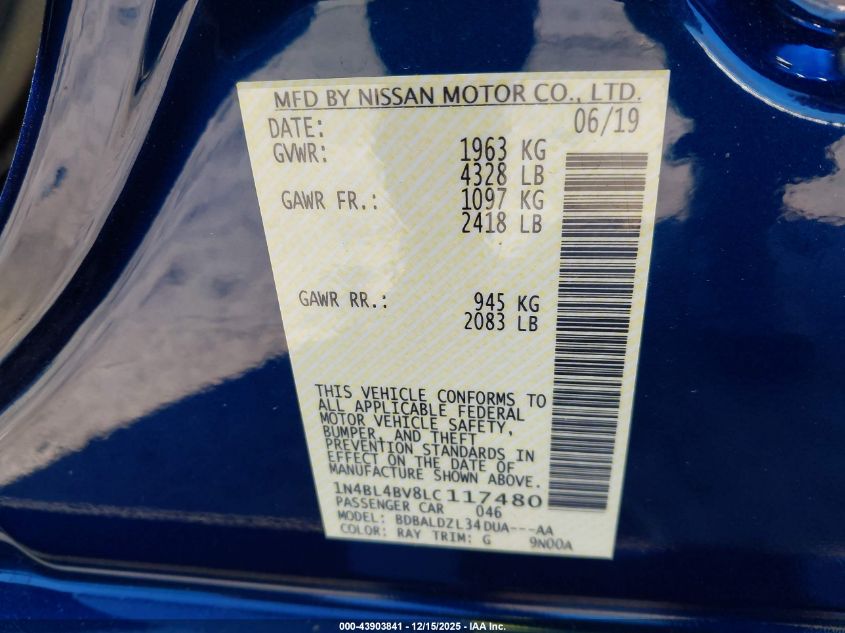 MFD BY NISSAN MOTOR CO., LTD.
DATE: 06/19
GVWR: 1963 KG
4328 LB
GAWR FR.: 1097 KG
2418 LB
GAWR RR.: 945 KG
2083 LB
THIS VEHICLE CONFORMS TO
ALL APPLICABLE FEDERAL
MOTOR VEHICLE SAFETY,
BUMPER, AND THEFT
PREVENTION STANDARDS IN
EFFECT ON THE DATE OF
MANUFACTURE SHOWN ABOVE.
1N4BL4BV8LC117480
PASSENGER CAR 046
MODEL: BDBALDZL34DUA---AA
COLOR: RAY TRIM: G 9N00A
000-43903841 - 12/15/2025 - IAA Inc.